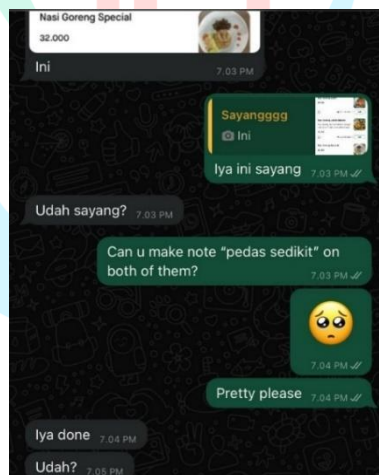 Nasi Goreng Special
32.000
Ini
7.03 PM
Sayangggg
Ini
Iya ini sayang 7.03 PM
Udah sayang? 7.03 PM
Can u make note “pedas sedikit” on
both of them?
7.03 PM
7.04 PM
Pretty please 7.04 PM
Iya done 7.04 PM
Udah? 7.05 PM